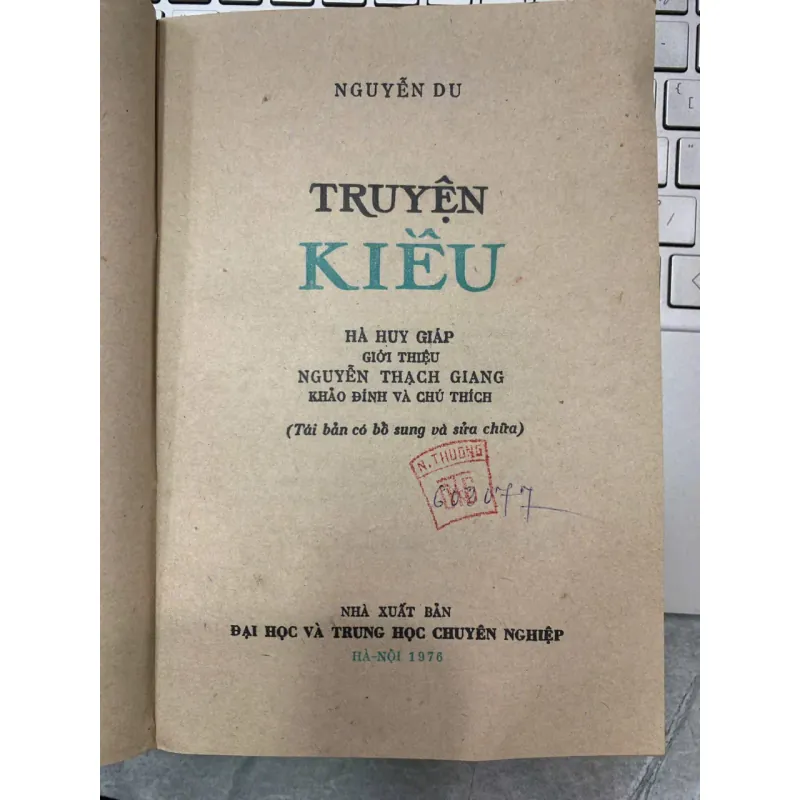 NGUYỄN DU
TRUYỆN
KIỀU
HÀ HUY GIÁP
GIỚI THIỆU
NGUYỄN THẠCH GIANG
KHẢO ĐÍNH VÀ CHÚ THÍCH
(Tái bản có bổ sung và sửa chữa)
N. THƯƠNG
NHÀ XUẤT BẢN
ĐẠI HỌC VÀ TRUNG HỌC CHUYÊN NGHIỆP
HÀ-NỘI 1976